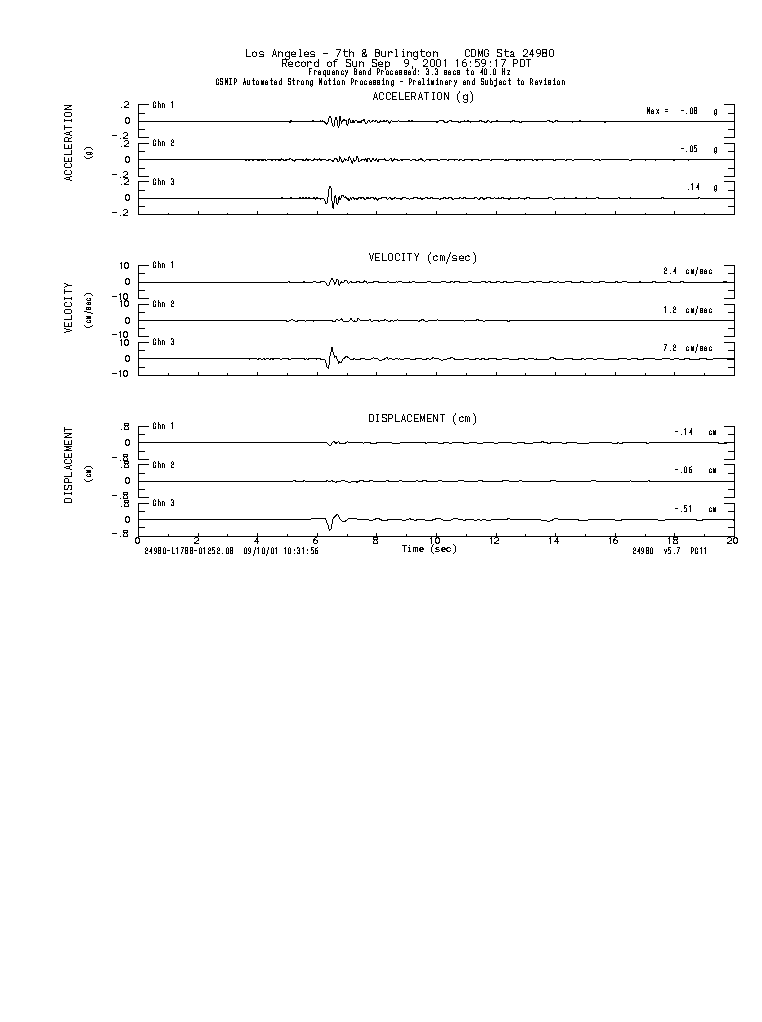 Los Angeles - 7th & Burlington CDMG Sta 24980
Record of Sun Sep 9, 2001 16:59:17 PDT
Frequency Band Processed: 3.3 secs to 40.0 Hz
CSMIP Automated Strong Motion Processing - Preliminary and Subject to Revision
ACCELERATION (g)
ACCELERATION
(g)
.2
0
-.2
Chn 1
Max = -.08 g
0
-.2
Chn 2
-.05 g
.2
0
-.2
Chn 3
.14 g
VELOCITY (cm/sec)
VELOCITY
(cm/sec)
10
0
-10
Chn 1
2.4 cm/sec
10
0
-10
Chn 2
1.2 cm/sec
10
0
-10
Chn 3
7.2 cm/sec
DISPLACEMENT (cm)
DISPLACEMENT
(cm)
.8
0
Chn 1
-.14 cm
0
Chn 2
-.06 cm
0
-.8
Chn 3
-.51 cm
0 2 4 6 8 10 12 14 16 18 20
Time (sec)
24980-L1788-01252.08 09/10/01 10:31:56
24980 v5.7 PC11